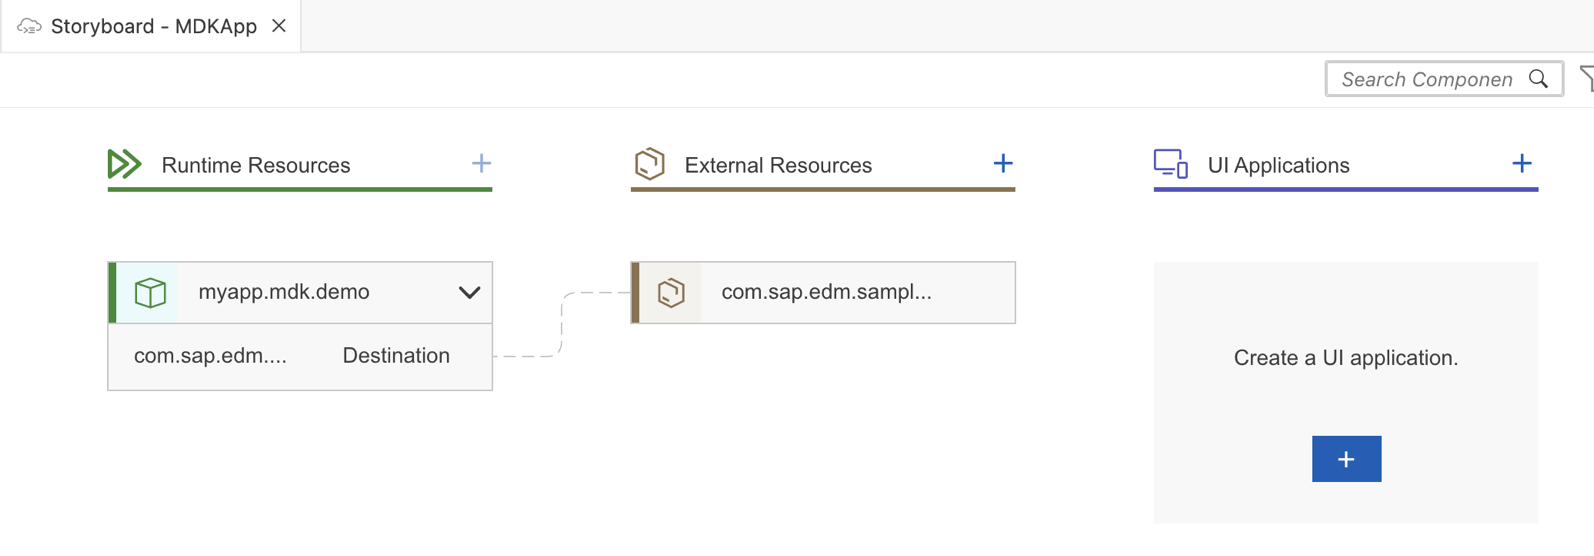 Storyboard - MDKApp
Search Componen
Runtime Resources
External Resources
UI Applications
myapp.mdk.demo
com.sap.edm.sampl...
com.sap.edm.... Destination
Create a UI application.